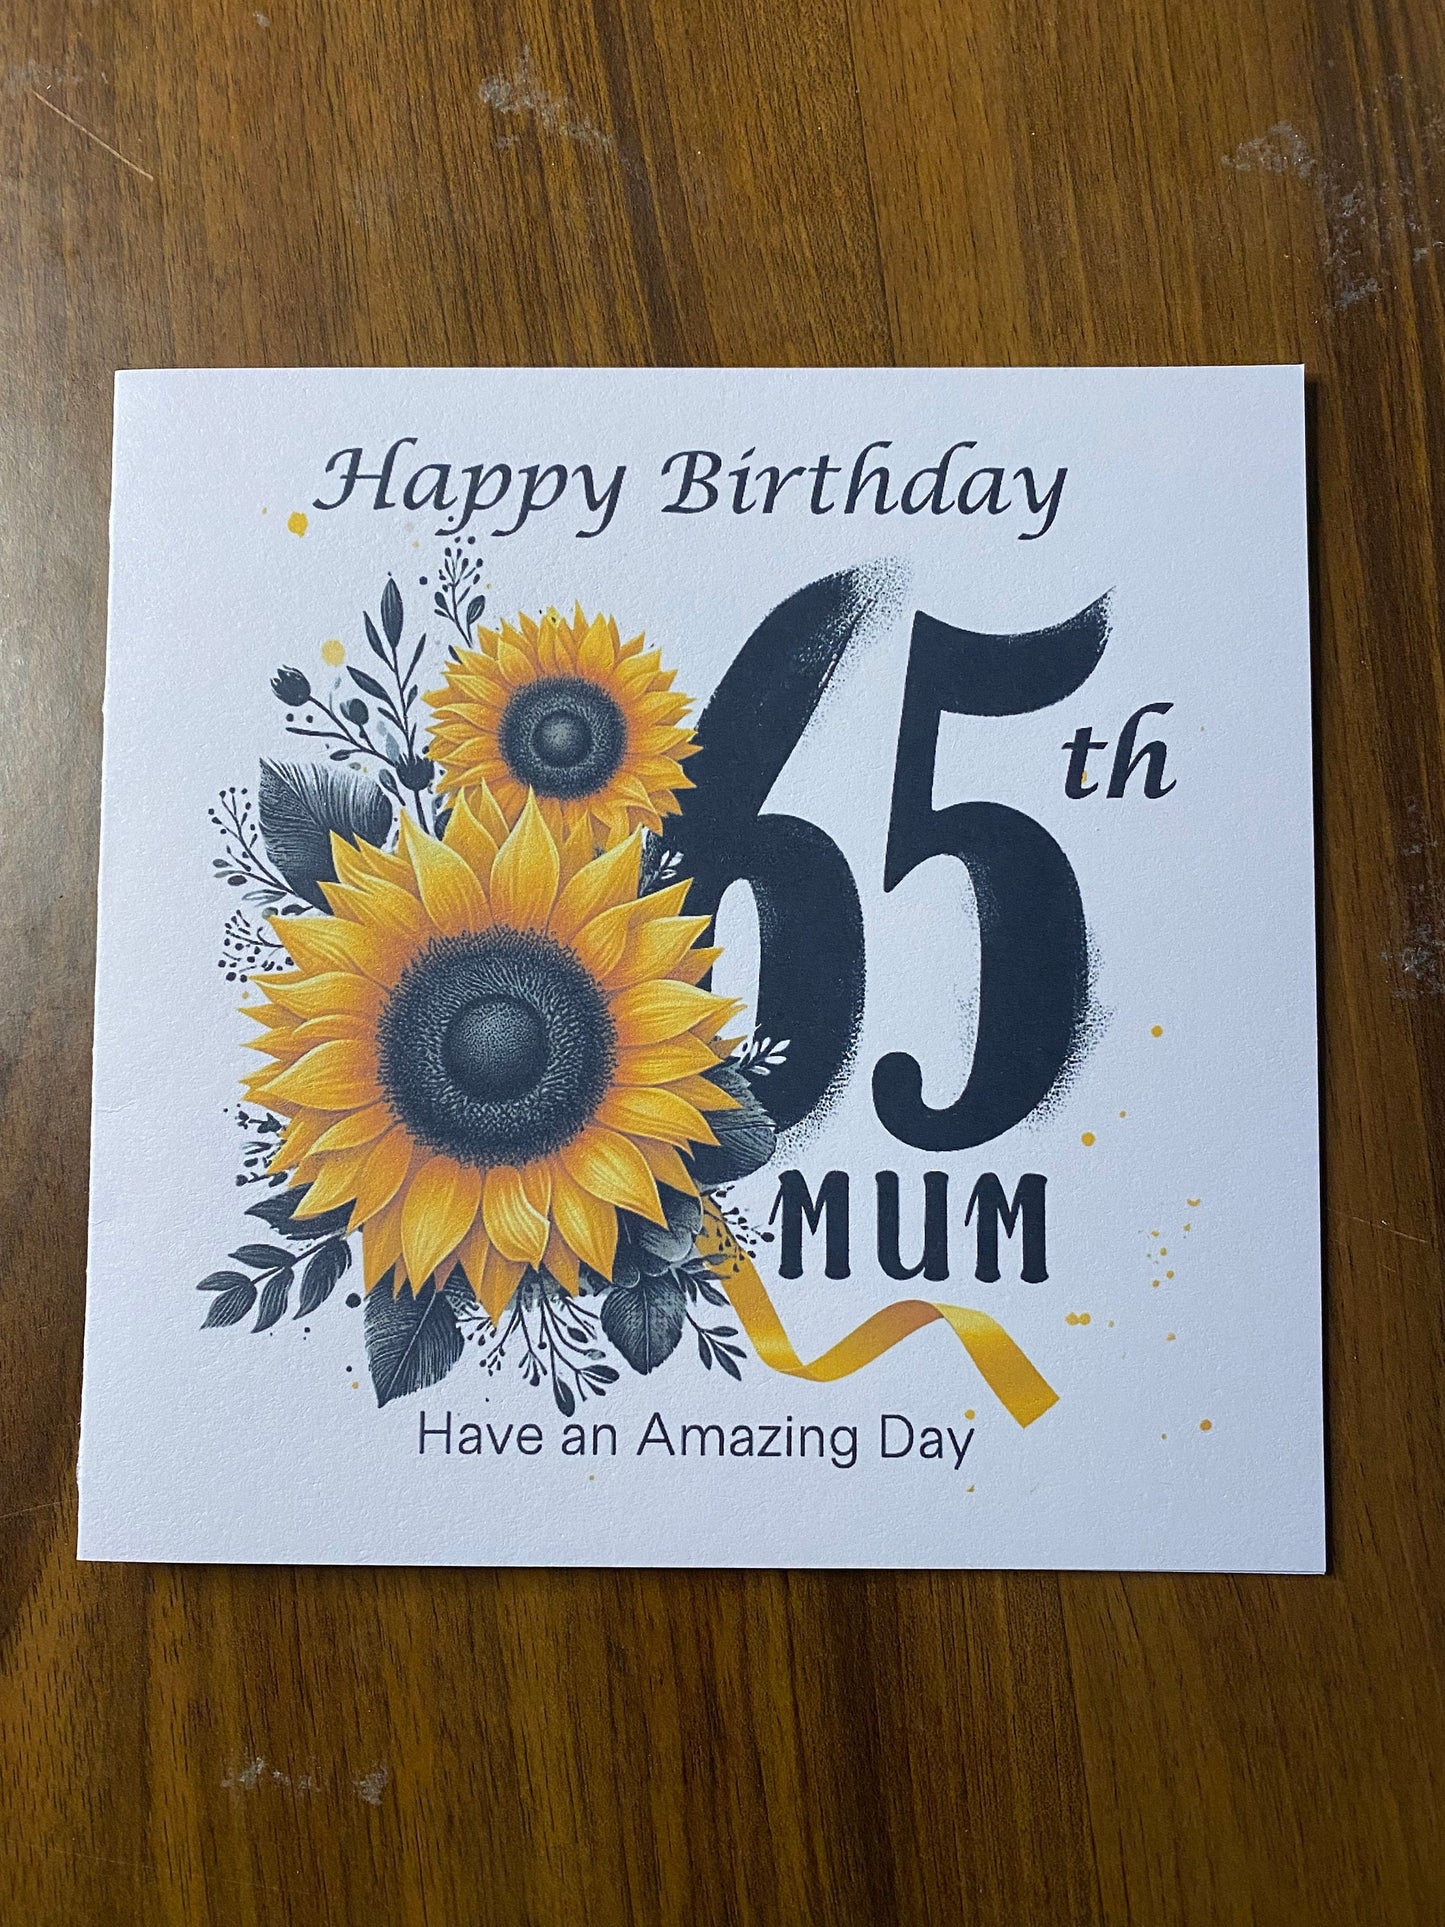 Happy Birthday
65th
MUM
Have an Amazing Day